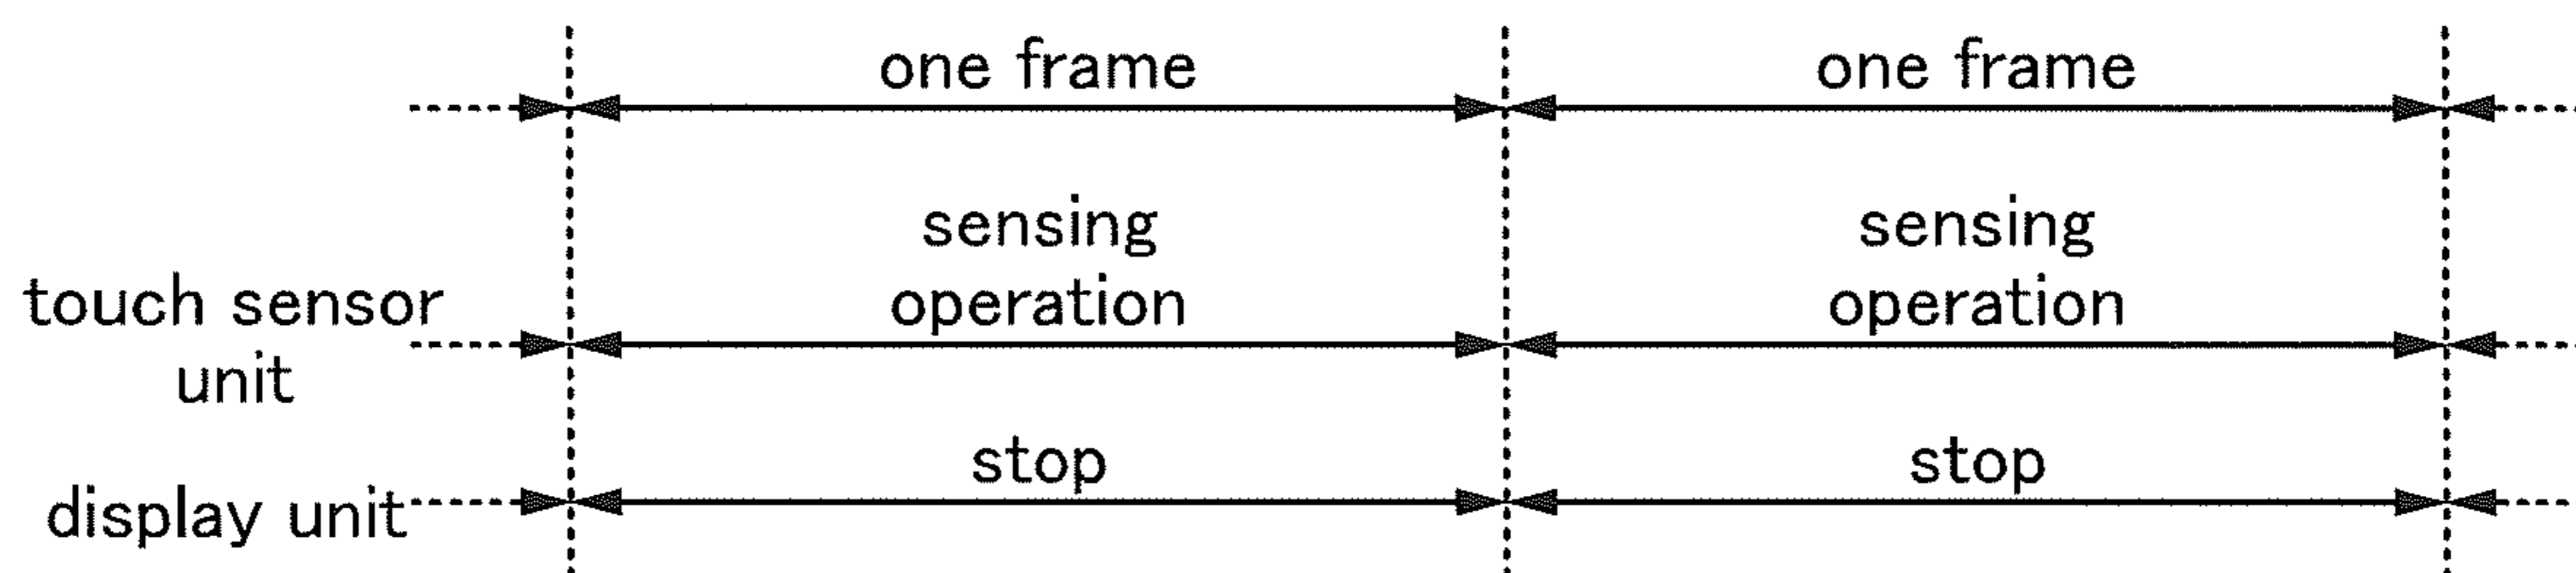 one frame one frame
sensing sensing
touch sensor operation operation
unit
stop stop
display unit